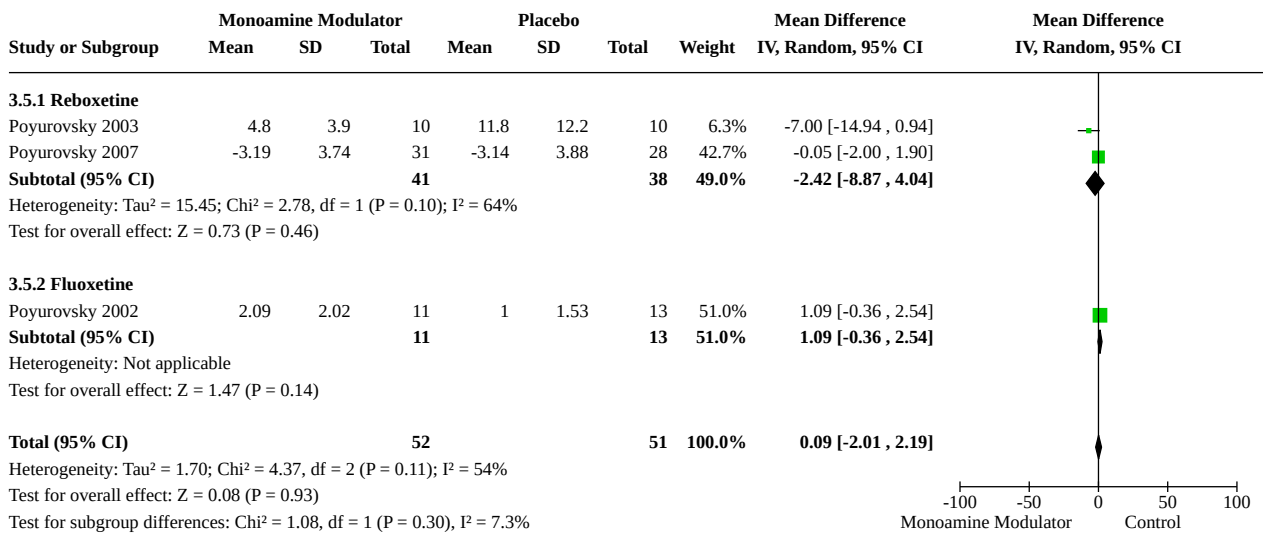 Monoamine Modulator Placebo Mean Difference Mean Difference
Study or Subgroup Mean SD Total Mean SD Total Weight IV, Random, 95% CI IV, Random, 95% CI
3.5.1 Reboxetine
Poyurovsky 2003 4.8 3.9 10 11.8 12.2 10 6.3% -7.00 [-14.94 , 0.94]
Poyurovsky 2007 -3.19 3.74 31 -3.14 3.88 28 42.7% -0.05 [-2.00 , 1.90]
Subtotal (95% CI) 41 38 49.0% -2.42 [-8.87 , 4.04]
Heterogeneity: Tau² = 15.45; Chi² = 2.78, df = 1 (P = 0.10); I² = 64%
Test for overall effect: Z = 0.73 (P = 0.46)
3.5.2 Fluoxetine
Poyurovsky 2002 2.09 2.02 11 1 1.53 13 51.0% 1.09 [-0.36 , 2.54]
Subtotal (95% CI) 11 13 51.0% 1.09 [-0.36 , 2.54]
Heterogeneity: Not applicable
Test for overall effect: Z = 1.47 (P = 0.14)
Total (95% CI) 52 51 100.0% 0.09 [-2.01 , 2.19]
Heterogeneity: Tau² = 1.70; Chi² = 4.37, df = 2 (P = 0.11); I² = 54%
Test for overall effect: Z = 0.08 (P = 0.93)
Test for subgroup differences: Chi² = 1.08, df = 1 (P = 0.30), I² = 7.3%
-100 -50 0 50 100
Monoamine Modulator Control